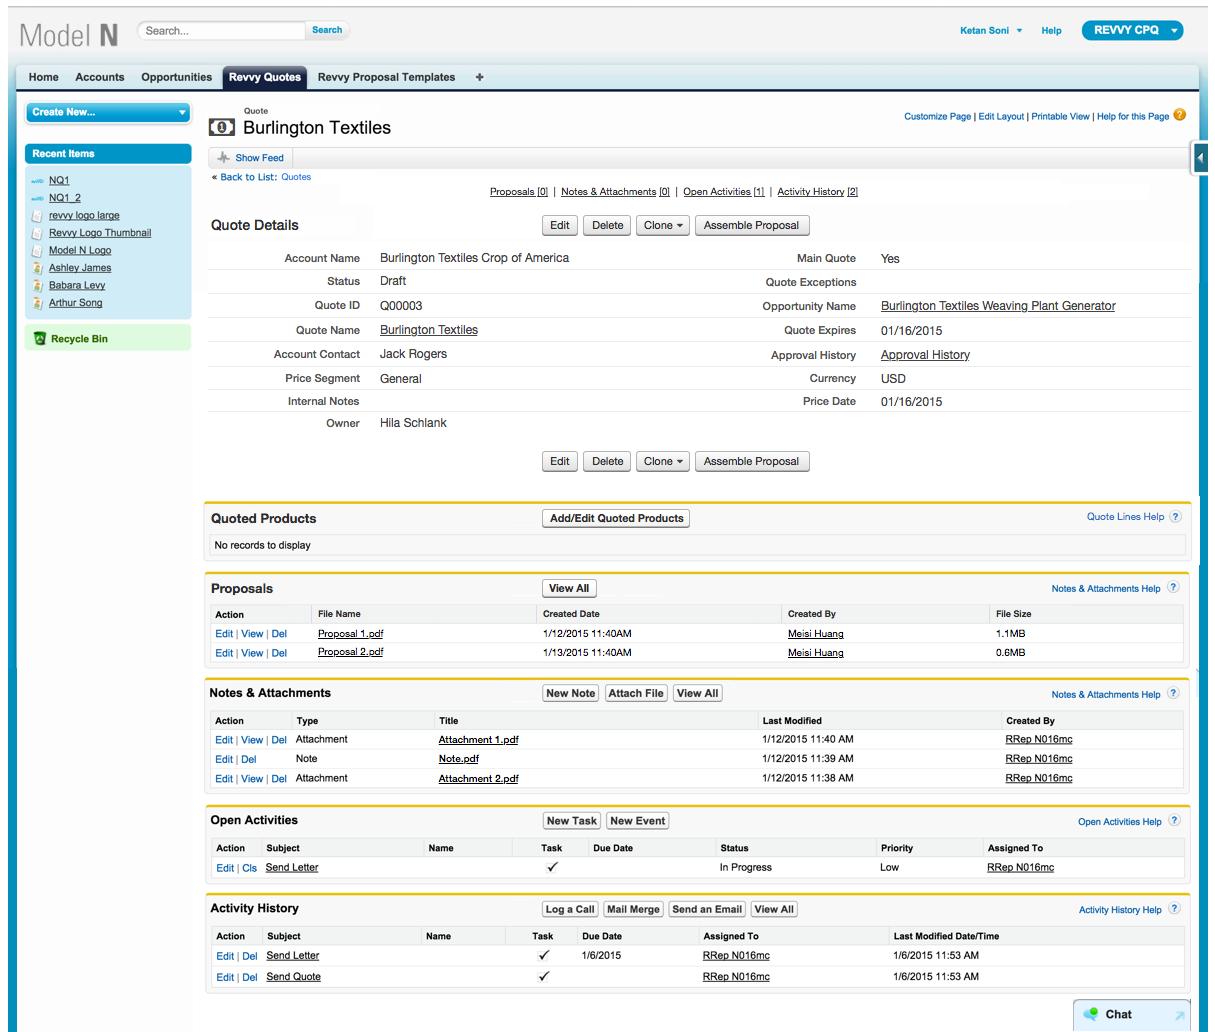 Model N Search... Search Ketan Soni Help REVVY CPQ
Home Accounts Opportunities Revvy Quotes Revvy Proposal Templates +
Create New...
Recent Items
NQ1
NQ1_2
revvy logo large
Revvy Logo Thumbnail
Model N Logo
Ashley James
Babara Levy
Arthur Song
Recycle Bin
Quote
Burlington Textiles
Customize Page | Edit Layout | Printable View | Help for this Page ?
Show Feed
« Back to List: Quotes
Proposals [0] | Notes & Attachments [0] | Open Activities [1] | Activity History [2]
Quote Details Edit Delete Clone Assemble Proposal
Account Name Burlington Textiles Crop of America Main Quote Yes
Status Draft Quote Exceptions
Quote ID Q00003 Opportunity Name Burlington Textiles Weaving Plant Generator
Quote Name Burlington Textiles Quote Expires 01/16/2015
Account Contact Jack Rogers Approval History Approval History
Price Segment General Currency USD
Internal Notes Price Date 01/16/2015
Owner Hila Schlank
Edit Delete Clone Assemble Proposal
Quoted Products Add/Edit Quoted Products Quote Lines Help ?
No records to display
Proposals View All Notes & Attachments Help ?
Action File Name Created Date Created By File Size
Edit | View | Del Proposal 1.pdf 1/12/2015 11:40AM Meisi Huang 1.1MB
Edit | View | Del Proposal 2.pdf 1/13/2015 11:40AM Meisi Huang 0.6MB
Notes & Attachments New Note Attach File View All Notes & Attachments Help ?
Action Type Title Last Modified Created By
Edit | View | Del Attachment Attachment 1.pdf 1/12/2015 11:40 AM RRep N016mc
Edit | Del Note Note.pdf 1/12/2015 11:39 AM RRep N016mc
Edit | View | Del Attachment Attachment 2.pdf 1/12/2015 11:38 AM RRep N016mc
Open Activities New Task New Event Open Activities Help ?
Action Subject Name Task Due Date Status Priority Assigned To
Edit | Cls Send Letter ✓ In Progress Low RRep N016mc
Activity History Log a Call Mail Merge Send an Email View All Activity History Help ?
Action Subject Name Task Due Date Assigned To Last Modified Date/Time
Edit | Del Send Letter ✓ 1/6/2015 RRep N016mc 1/6/2015 11:53 AM
Edit | Del Send Quote ✓ RRep N016mc 1/6/2015 11:53 AM
Chat